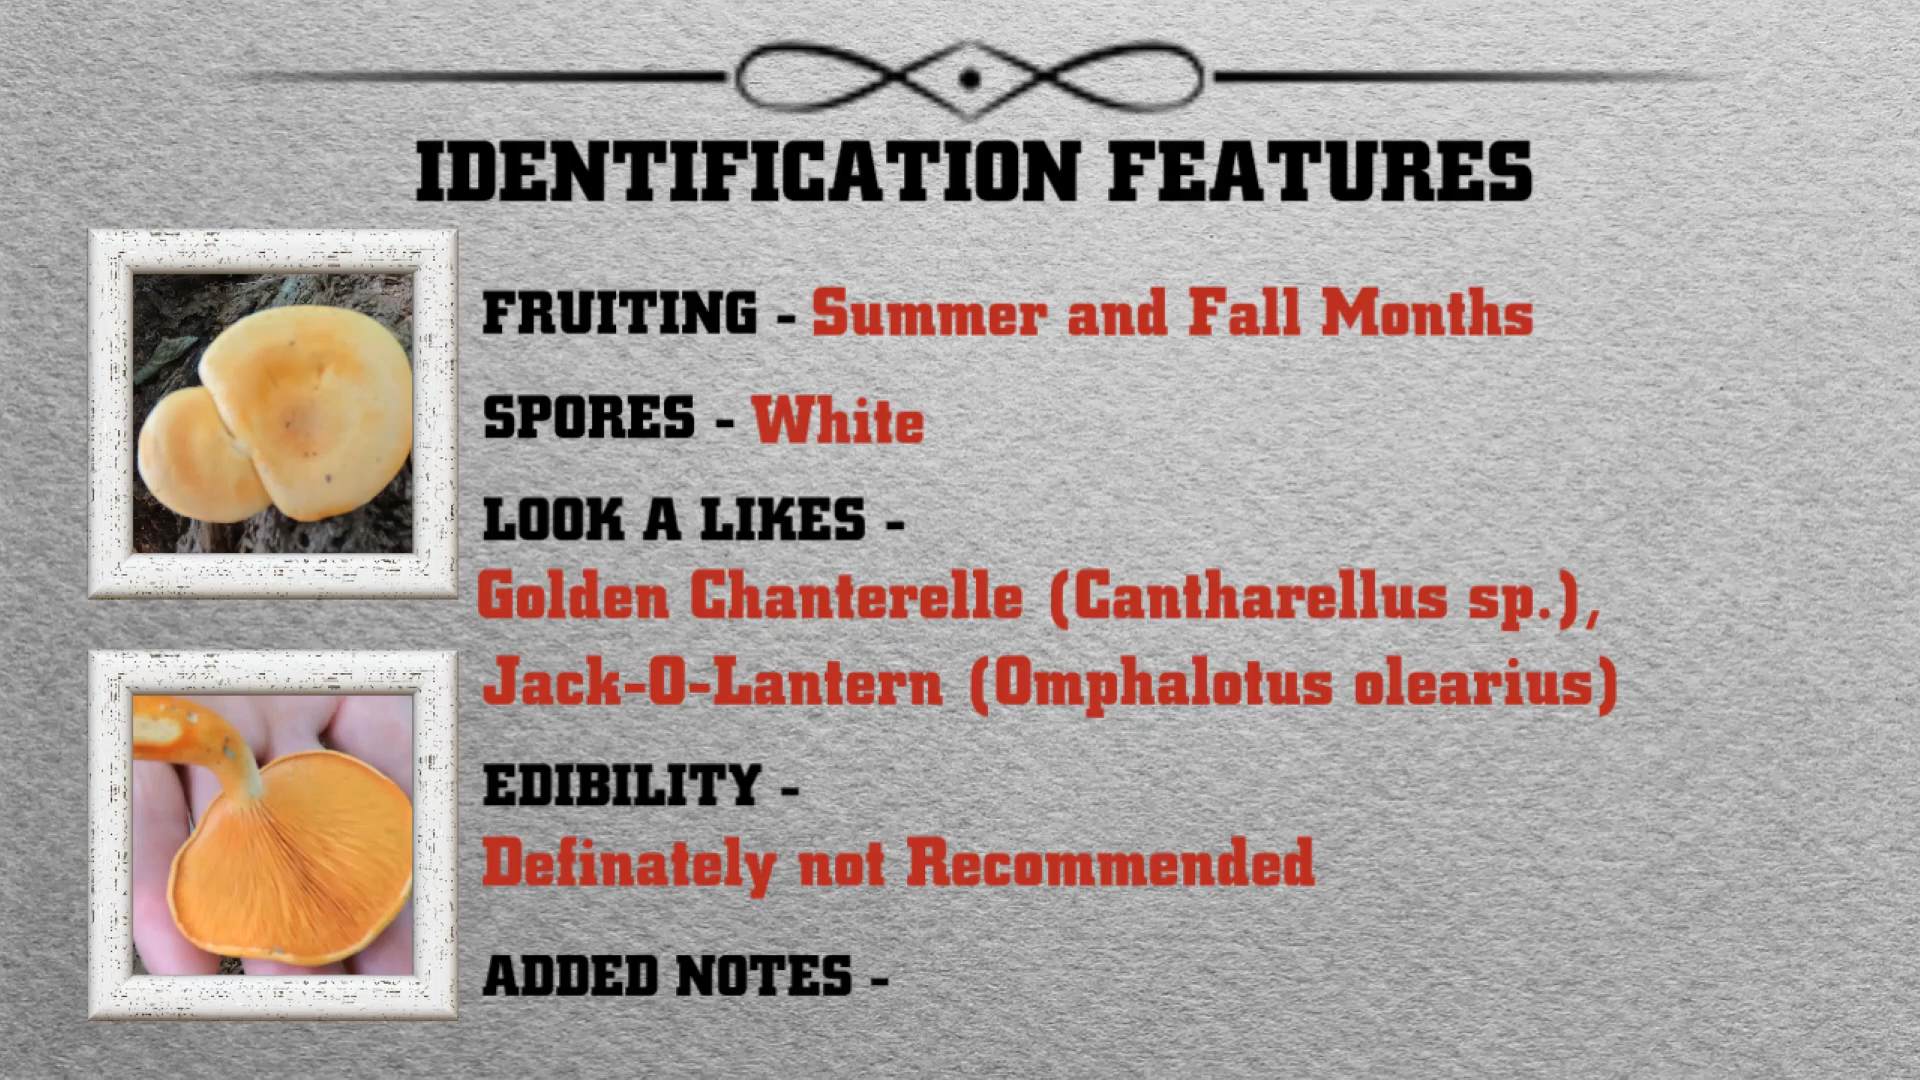 IDENTIFICATION FEATURES
FRUITING - Summer and Fall Months
SPORES - White
LOOK A LIKES -
Golden Chanterelle (Cantharellus sp.),
Jack-O-Lantern (Omphalotus olearius)
EDIBILITY -
Definately not Recommended
ADDED NOTES -